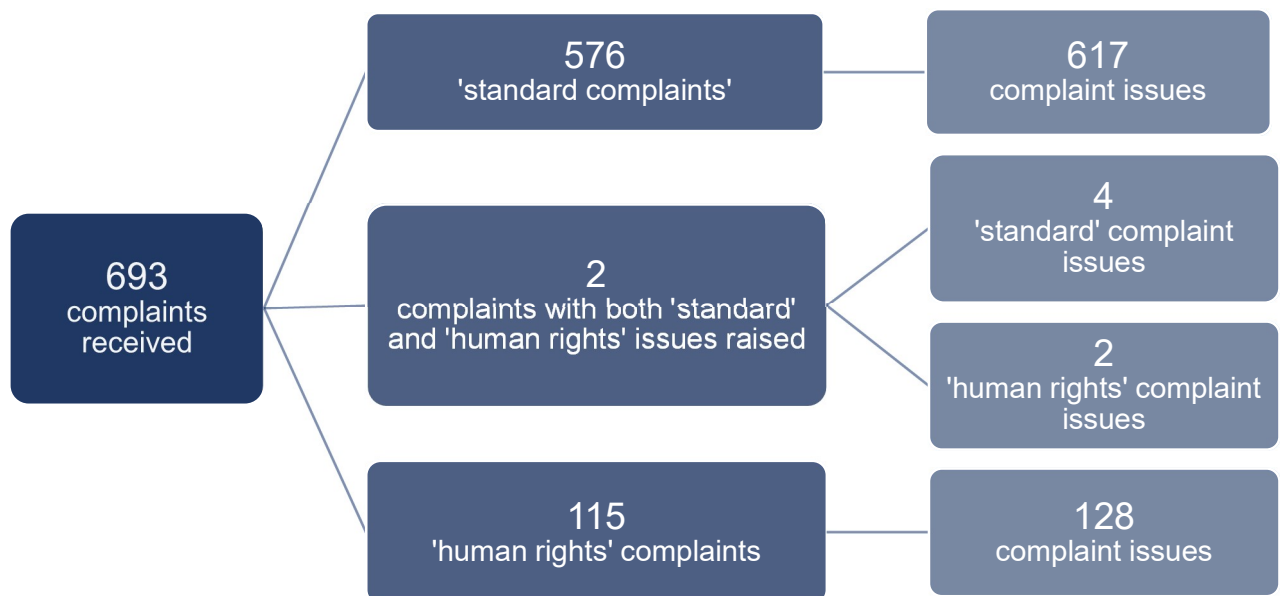 693
complaints
received
576
'standard complaints'
617
complaint issues
2
complaints with both 'standard'
and 'human rights' issues raised
4
'standard' complaint
issues
2
'human rights' complaint
issues
115
'human rights' complaints
128
complaint issues